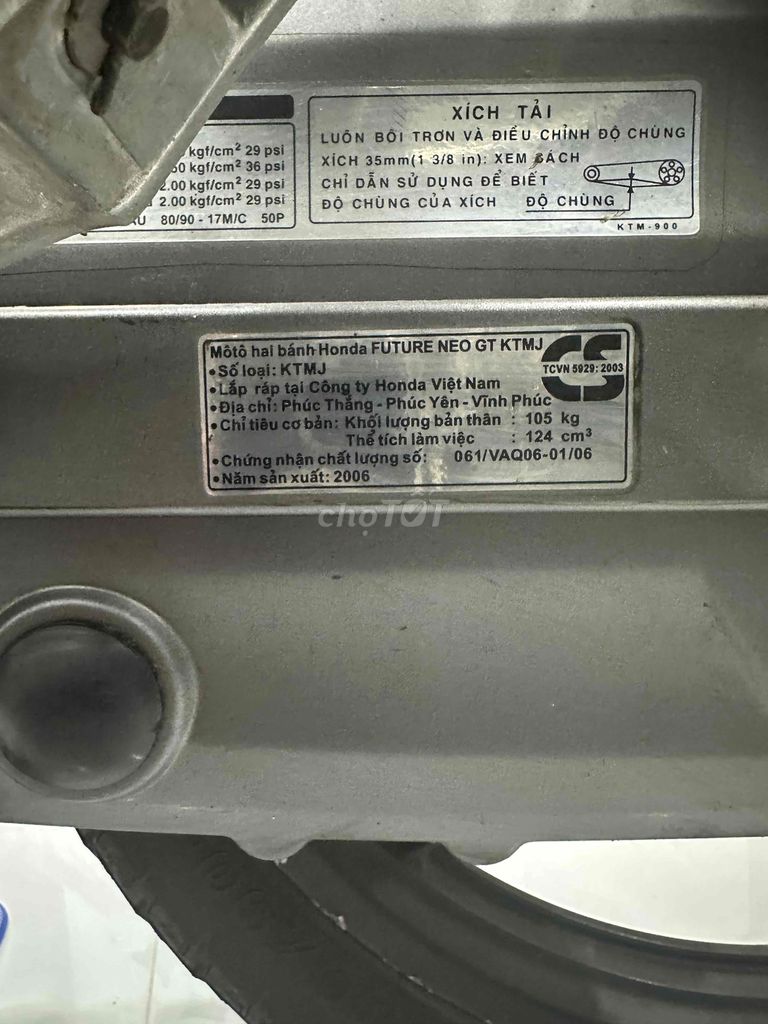 kgf/cm² 29 psi
50 kgf/cm² 36 psi
2.00 kgf/cm² 29 psi
2.00 kgf/cm² 29 psi
80/90 - 17M/C 50P
XÍCH TẢI
LUÔN BÔI TRƠN VÀ ĐIỀU CHỈNH ĐỘ CHÙNG
XÍCH 35mm(1 3/8 in): XEM SÁCH
CHỈ DẪN SỬ DỤNG ĐỂ BIẾT
ĐỘ CHÙNG CỦA XÍCH ĐỘ CHÙNG
KTM-900
Môtô hai bánh Honda FUTURE NEO GT KTMJ
•Số loại: KTMJ
•Lắp ráp tại Công ty Honda Việt Nam
•Địa chỉ: Phúc Thắng - Phúc Yên - Vĩnh Phúc
•Chỉ tiêu cơ bản: Khối lượng bản thân : 105 kg
Thể tích làm việc : 124 cm³
•Chứng nhận chất lượng số: 061/VAQ06-01/06
•Năm sản xuất: 2006
CS
TCVN 5929: 2003
chợTỐT